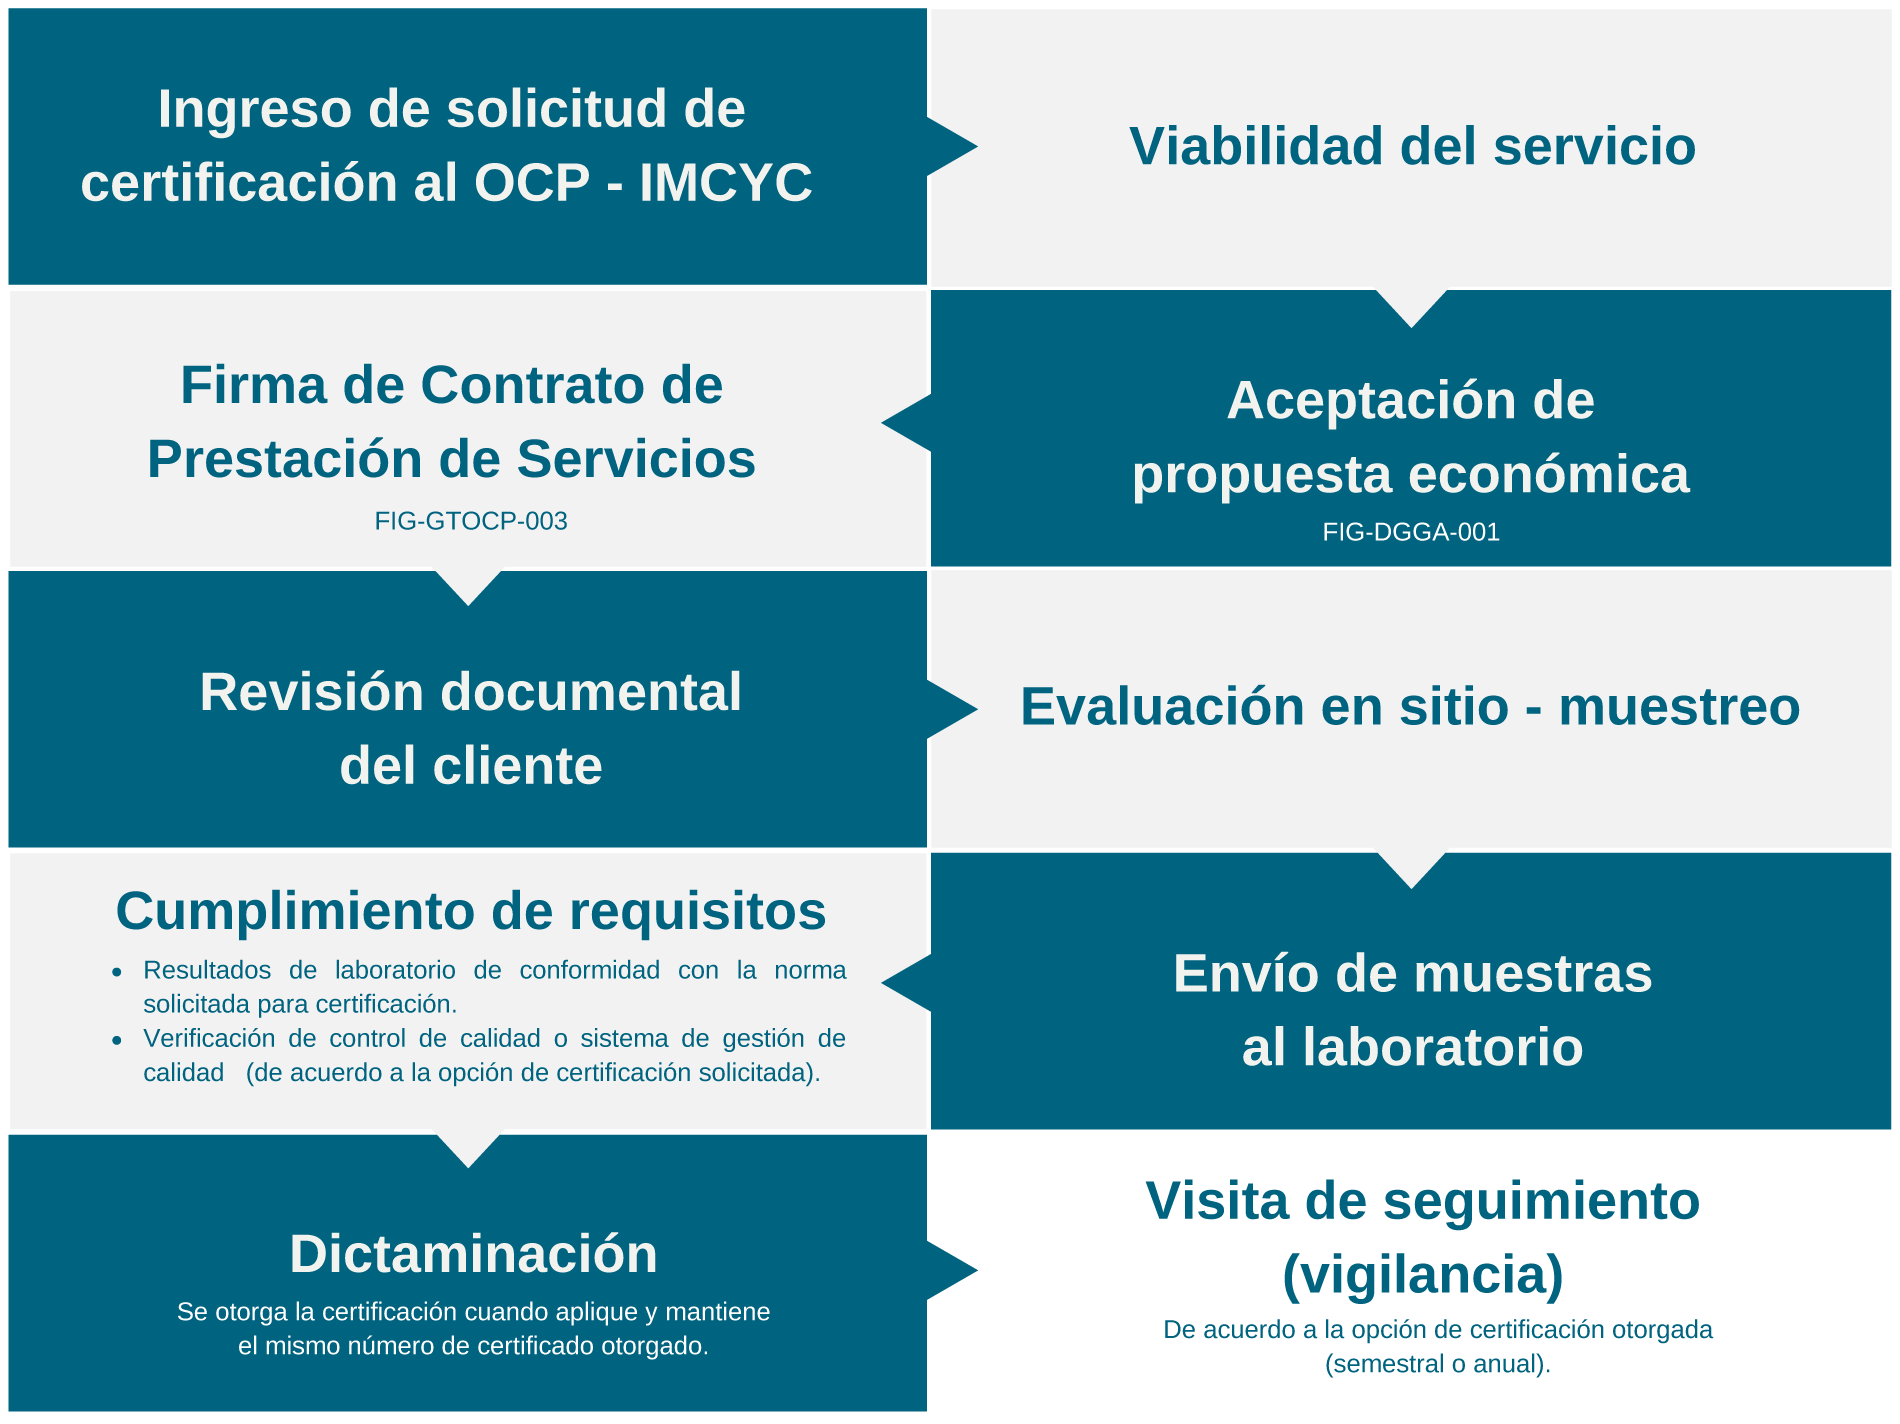 Ingreso de solicitud de
certificación al OCP - IMCYC
Viabilidad del servicio
Aceptación de
propuesta económica
FIG-DGGA-001
Firma de Contrato de
Prestación de Servicios
FIG-GTOCP-003
Revisión documental
del cliente
Evaluación en sitio - muestreo
Envío de muestras
al laboratorio
Cumplimiento de requisitos
• Resultados de laboratorio de conformidad con la norma
solicitada para certificación.
• Verificación de control de calidad o sistema de gestión de
calidad (de acuerdo a la opción de certificación solicitada).
Dictaminación
Se otorga la certificación cuando aplique y mantiene
el mismo número de certificado otorgado.
Visita de seguimiento
(vigilancia)
De acuerdo a la opción de certificación otorgada
(semestral o anual).